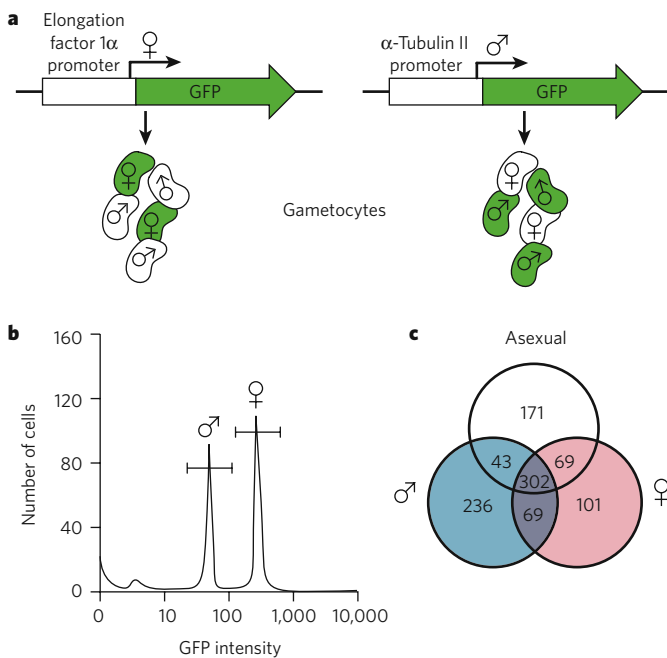 a
Elongation
factor 1α
promoter
♀
GFP
α-Tubulin II
promoter
♂
GFP
♀
♂
♂
♀
♂
Gametocytes
♀
♂
♂
♀
♂
b
Number of cells
160
120
80
40
0
♂
♀
0 10 100 1,000 10,000
GFP intensity
c
Asexual
171
43 69
302
236 69 101
♂ ♀